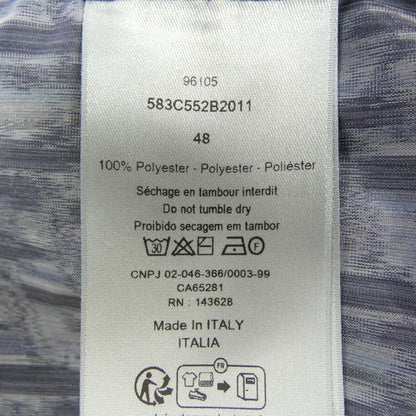 96105
583C552B2011
48
100% Polyester - Polyester - Poliéster
Séchage en tambour interdit
Do not tumble dry
Proibido secagem em tambor
30 F
CNPJ 02-046-366/0003-99
CA65281
RN : 143628
Made In ITALY
ITALIA
FR